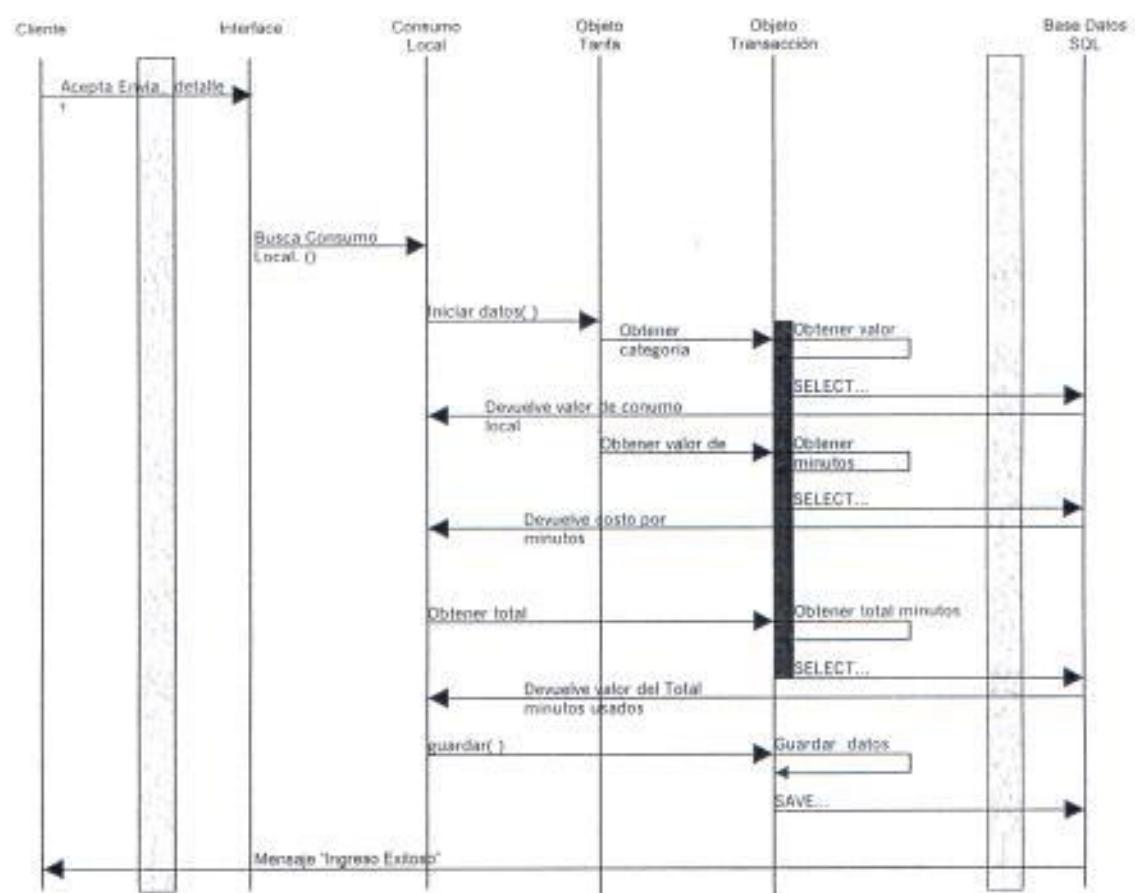 Cliente
Interface
Consumo
Local
Objeto
Tarifa
Objeto
Transacción
Base Datos
SQL
Acepta Envia.. detalle
Busca Consumo
Local. ()
Iniciar datos( )
Obtener
categoria
Obtener valor
SELECT...
Devuelve valor de conumo
local
Obtener valor de
Obtener
minutos
SELECT...
Devuelve costo por
minutos
Obtener total
Obtener total minutos
SELECT...
Devuelve valor del Total
minutos usados
guardar( )
Guardar datos
SAVE...
Mensaje "Ingreso Exitoso"